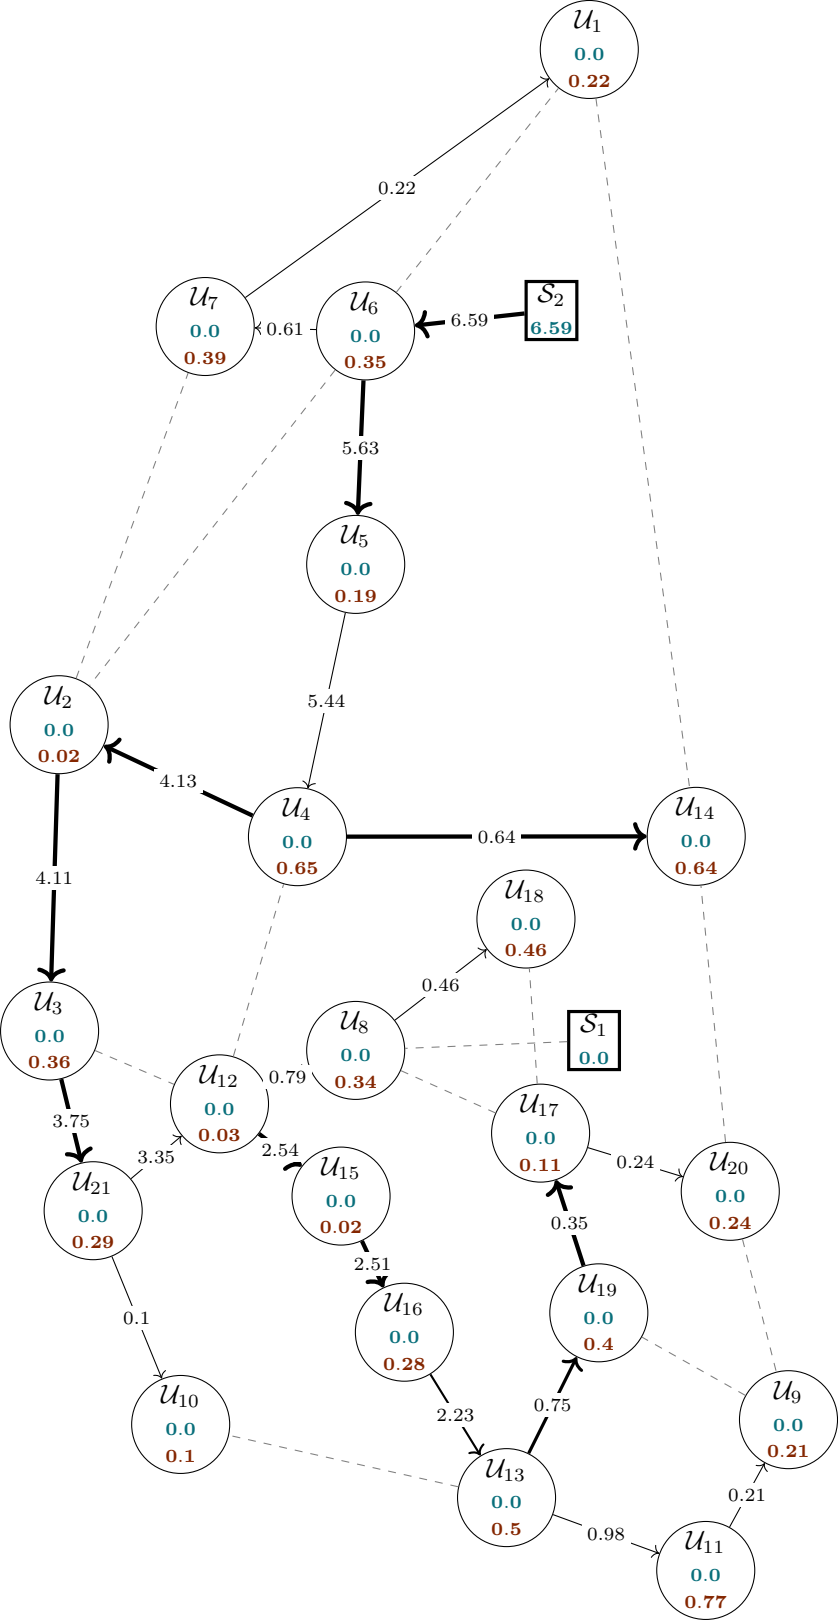 𝒰₁
0.0
0.22
0.22
𝒰₇
0.0
0.39
0.61
𝒰₆
0.0
0.35
6.59
𝒮₂
6.59
5.63
𝒰₅
0.0
0.19
5.44
𝒰₂
0.0
0.02
4.13
𝒰₄
0.0
0.65
0.64
𝒰₁₄
0.0
0.64
4.11
𝒰₁₈
0.0
0.46
0.46
𝒰₃
0.0
0.36
𝒰₈
0.0
0.34
𝒮₁
0.0
𝒰₁₂
0.0
0.03
0.79
𝒰₁₇
0.0
0.11
3.75
3.35
2.54
0.24
𝒰₂₁
0.0
0.29
𝒰₁₅
0.0
0.02
𝒰₂₀
0.0
0.24
0.35
2.51
0.1
𝒰₁₆
0.0
0.28
𝒰₁₉
0.0
0.4
𝒰₁₀
0.0
0.1
2.23
0.75
𝒰₉
0.0
0.21
𝒰₁₃
0.0
0.5
0.98
0.21
𝒰₁₁
0.0
0.77